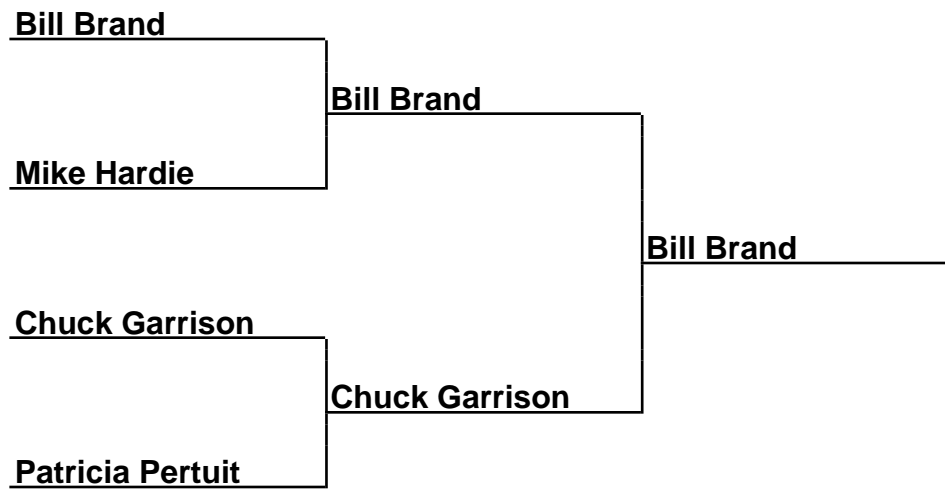 Bill Brand
Bill Brand
Mike Hardie
Bill Brand
Chuck Garrison
Chuck Garrison
Patricia Pertuit